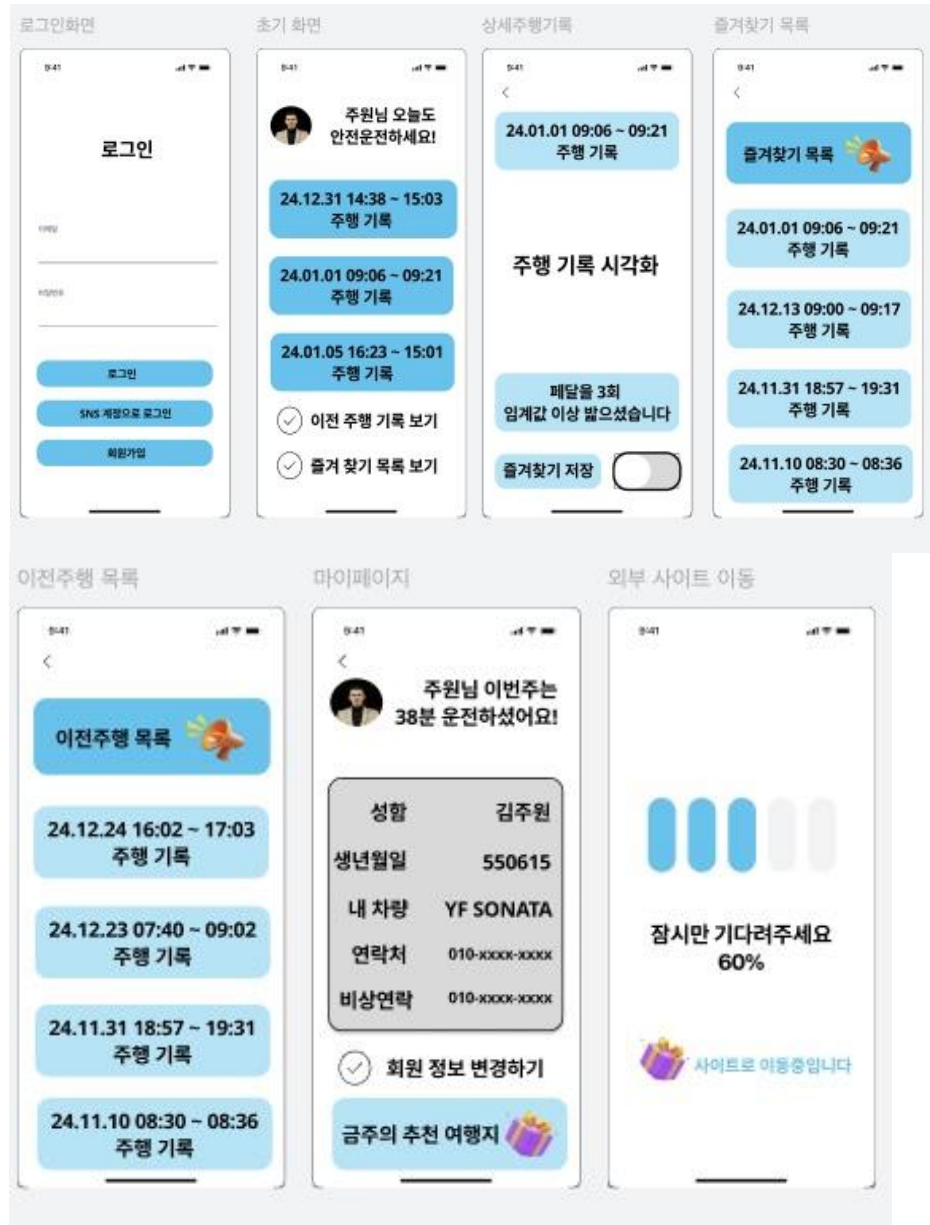 로그인화면
9:41
로그인
이메일
비밀번호
로그인
SNS 계정으로 로그인
회원가입
초기 화면
9:41
주원님 오늘도
안전운전하세요!
24.12.31 14:38 ~ 15:03
주행 기록
24.01.01 09:06 ~ 09:21
주행 기록
24.01.05 16:23 ~ 15:01
주행 기록
이전 주행 기록 보기
즐겨 찾기 목록 보기
상세주행기록
9:41
24.01.01 09:06 ~ 09:21
주행 기록
주행 기록 시각화
페달을 3회
임계값 이상 밟으셨습니다
즐겨찾기 저장
즐겨찾기 목록
9:41
즐겨찾기 목록
24.01.01 09:06 ~ 09:21
주행 기록
24.12.13 09:00 ~ 09:17
주행 기록
24.11.31 18:57 ~ 19:31
주행 기록
24.11.10 08:30 ~ 08:36
주행 기록
이전주행 목록
9:41
이전주행 목록
24.12.24 16:02 ~ 17:03
주행 기록
24.12.23 07:40 ~ 09:02
주행 기록
24.11.31 18:57 ~ 19:31
주행 기록
24.11.10 08:30 ~ 08:36
주행 기록
마이페이지
9:41
주원님 이번주는
38분 운전하셨어요!
성함 김주원
생년월일 550615
내 차량 YF SONATA
연락처 010-xxxx-xxxx
비상연락 010-xxxx-xxxx
회원 정보 변경하기
금주의 추천 여행지
외부 사이트 이동
9:41
잠시만 기다려주세요
60%
사이트로 이동중입니다